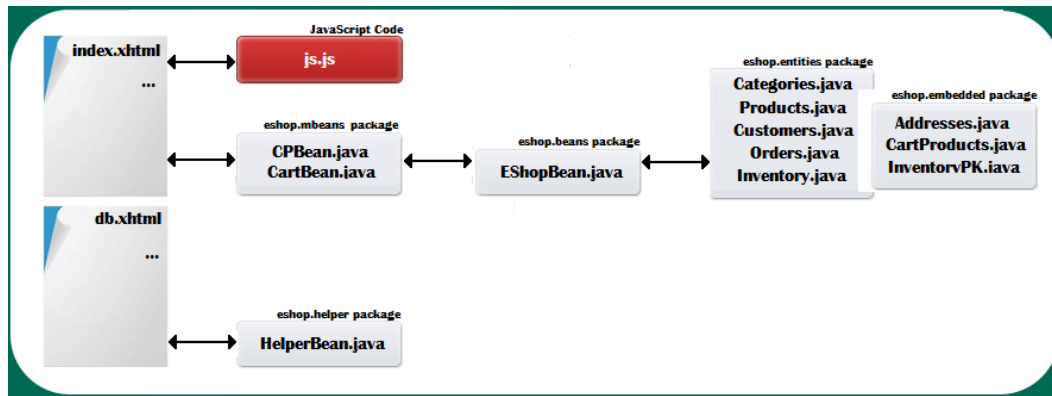 index.xhtml
...
JavaScript Code
js.js
eshop.mbeans package
CPBean.java
CartBean.java
eshop.beans package
EShopBean.java
eshop.entities package
Categories.java
Products.java
Customers.java
Orders.java
Inventory.java
eshop.embedded package
Addresses.java
CartProducts.java
InventoryPK.java
db.xhtml
...
eshop.helper package
HelperBean.java